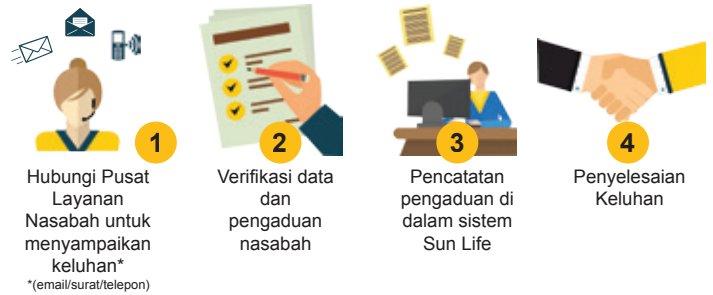 1
Hubungi Pusat
Layanan
Nasabah untuk
menyampaikan
keluhan*
*(email/surat/telepon)
2
Verifikasi data
dan
pengaduan
nasabah
3
Pencatatan
pengaduan di
dalam sistem
Sun Life
4
Penyelesaian
Keluhan